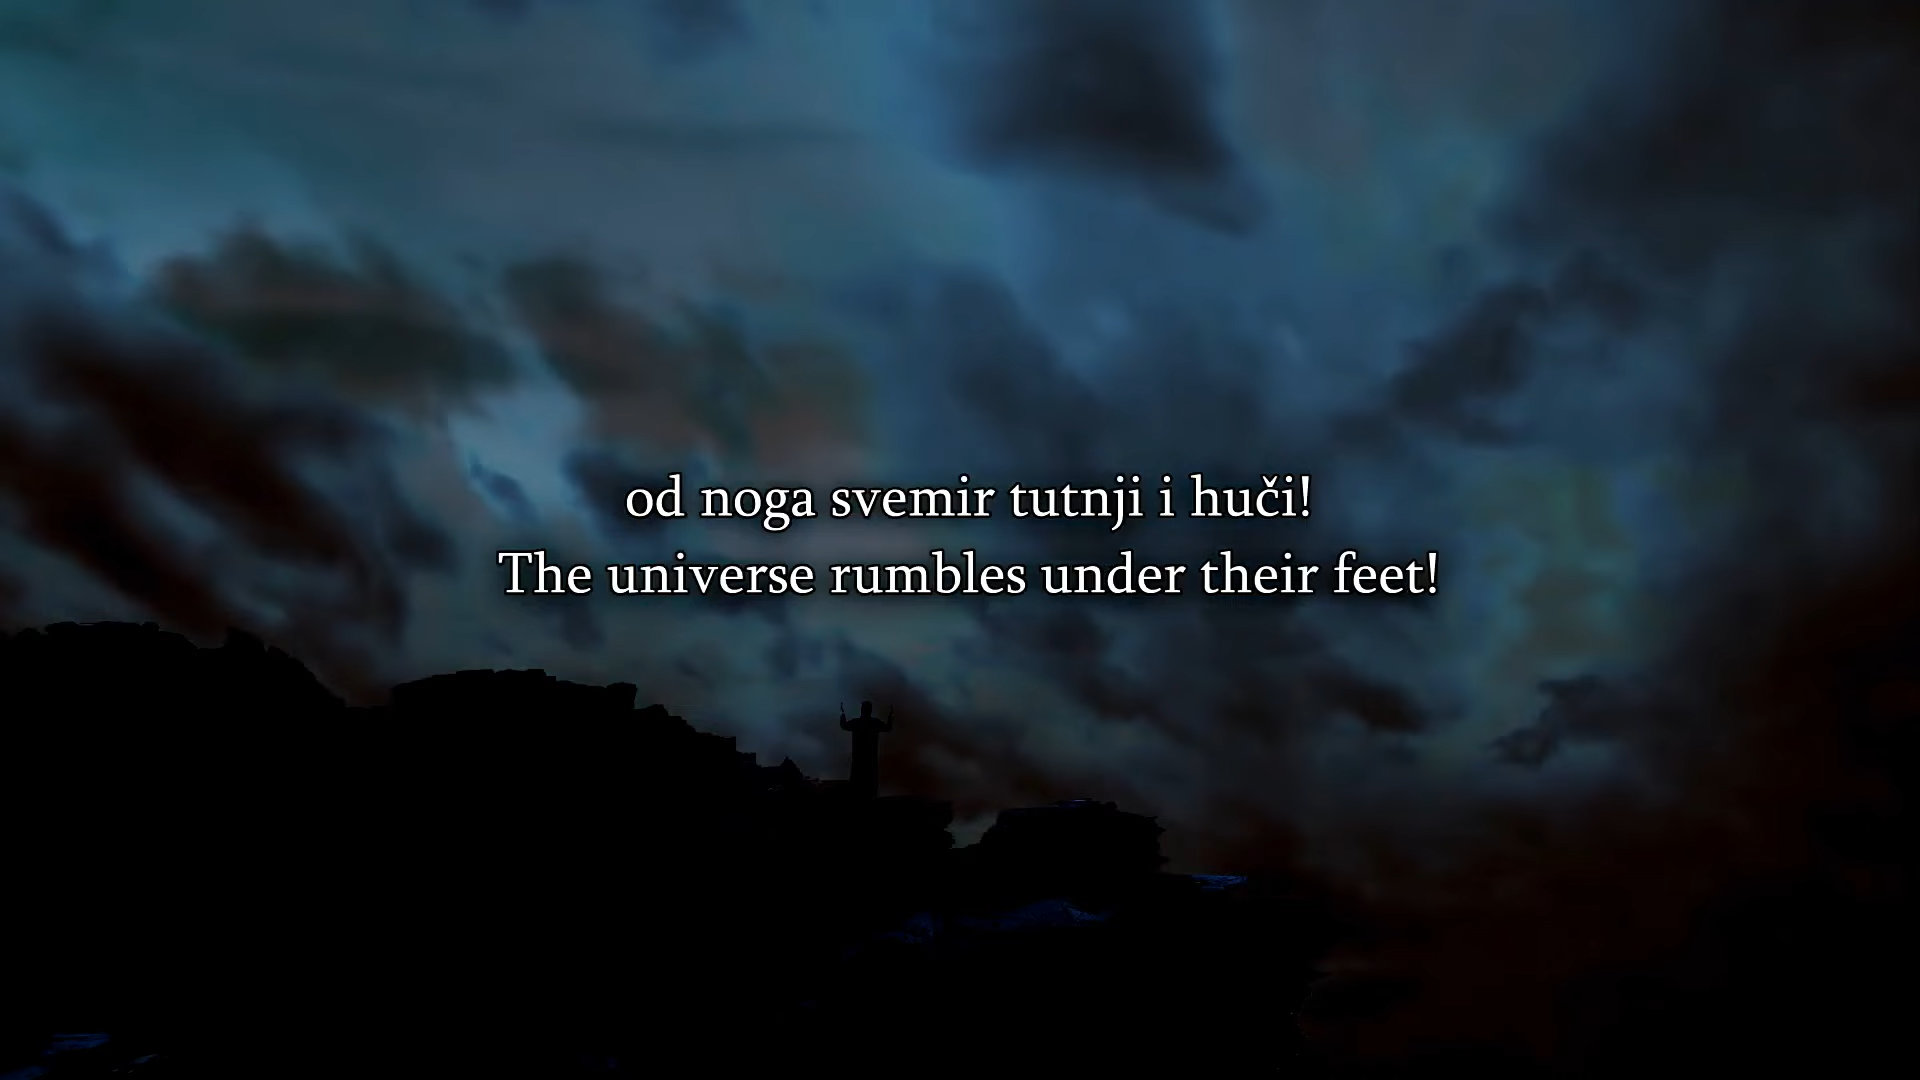 od noga svemir tutnji i huči!
The universe rumbles under their feet!